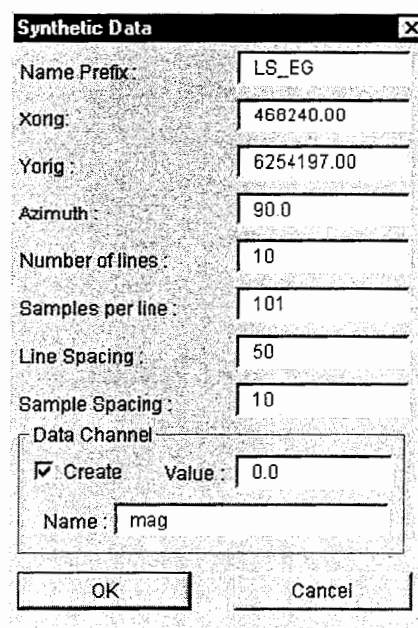 Synthetic Data
Name Prefix : LS_EG
Xorig: 468240.00
Yorig : 6254197.00
Azimuth : 90.0
Number of lines : 10
Samples per line : 101
Line Spacing : 50
Sample Spacing : 10
Data Channel
Create Value : 0.0
Name : mag
OK Cancel